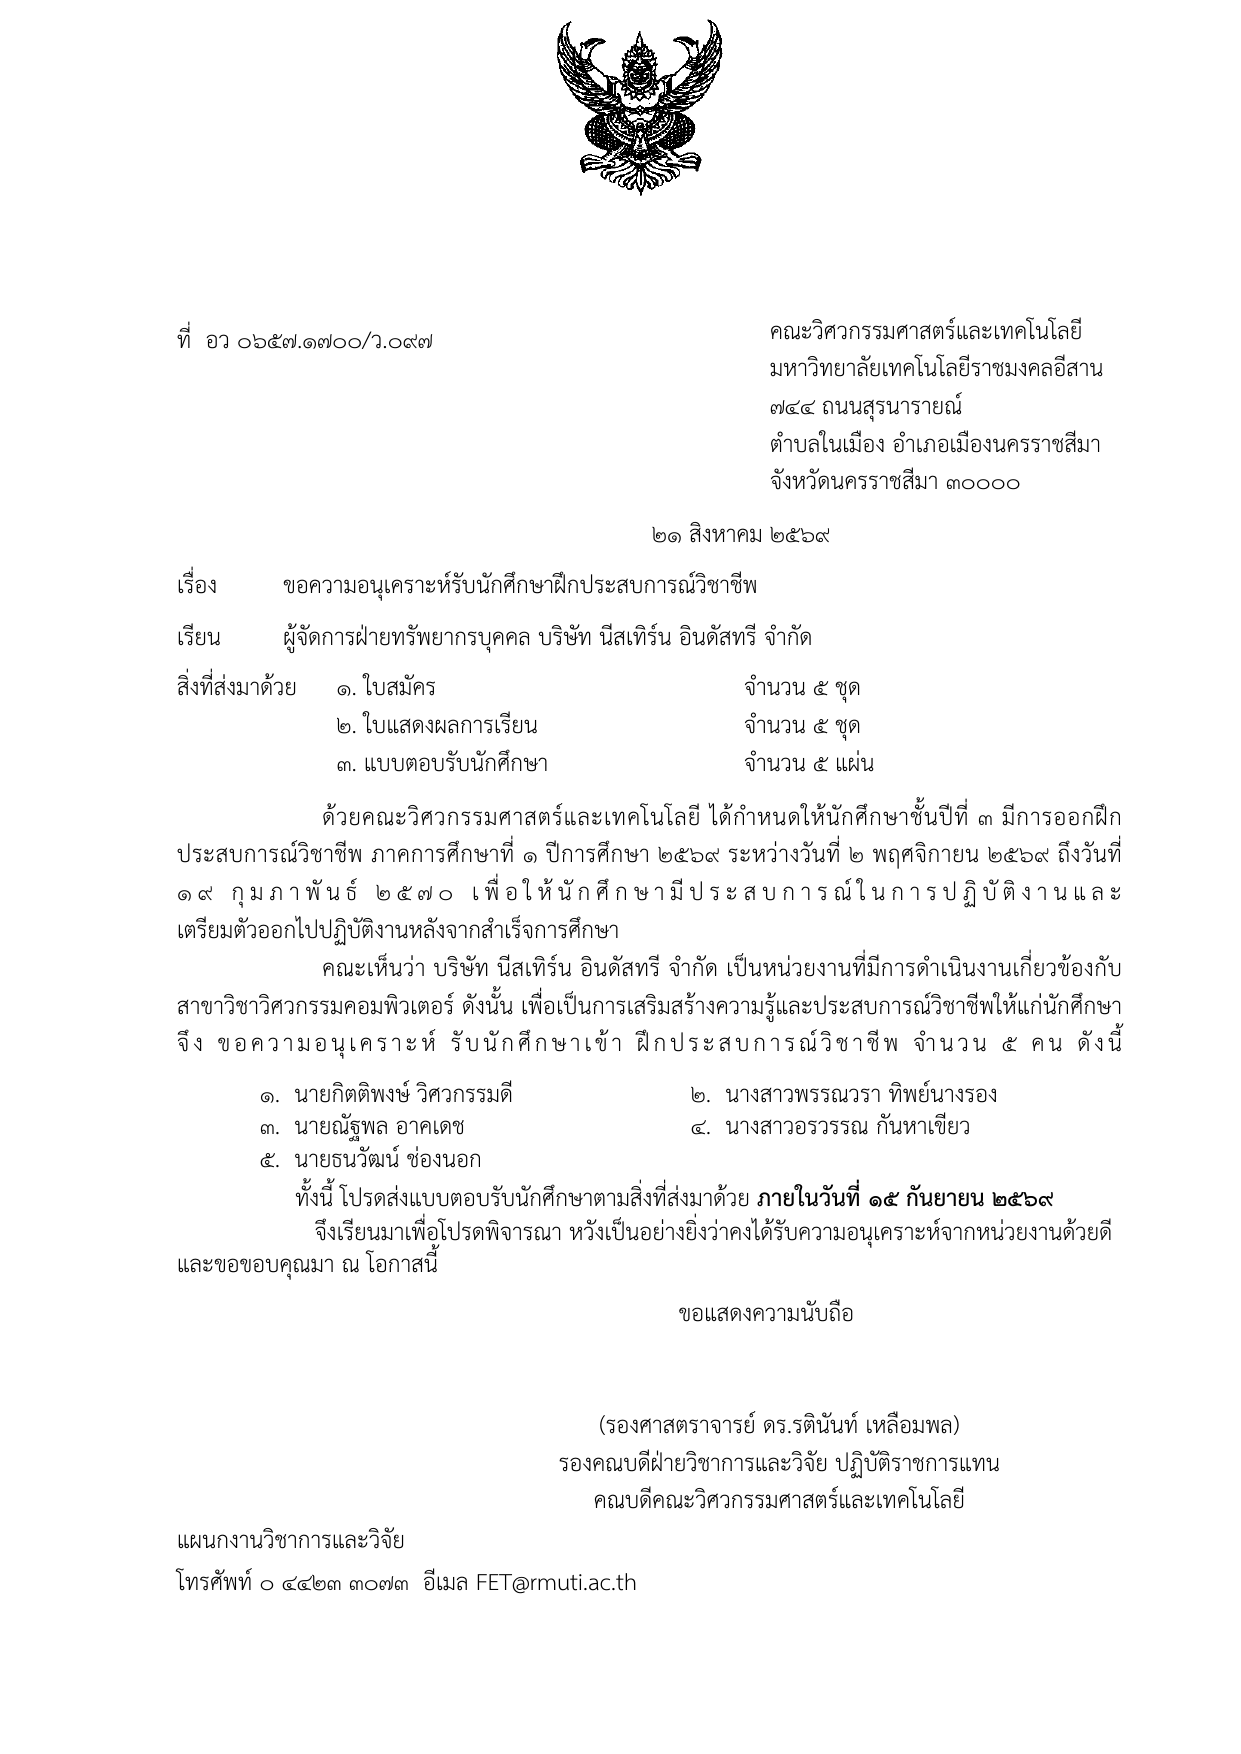 ที่ อว ๐๖๕๗.๑๗๐๐/ว.๐๙๗
คณะวิศวกรรมศาสตร์และเทคโนโลยี
มหาวิทยาลัยเทคโนโลยีราชมงคลอีสาน
๗๔๔ ถนนสุรนารายณ์
ตำบลในเมือง อำเภอเมืองนครราชสีมา
จังหวัดนครราชสีมา ๓๐๐๐๐
๒๑ สิงหาคม ๒๕๖๙
เรื่อง ขอความอนุเคราะห์รับนักศึกษาฝึกประสบการณ์วิชาชีพ
เรียน ผู้จัดการฝ่ายทรัพยากรบุคคล บริษัท นีสเทิร์น อินดัสทรี จำกัด
สิ่งที่ส่งมาด้วย ๑. ใบสมัคร จำนวน ๕ ชุด
๒. ใบแสดงผลการเรียน จำนวน ๕ ชุด
๓. แบบตอบรับนักศึกษา จำนวน ๕ แผ่น
ด้วยคณะวิศวกรรมศาสตร์และเทคโนโลยี ได้กำหนดให้นักศึกษาชั้นปีที่ ๓ มีการออกฝึก
ประสบการณ์วิชาชีพ ภาคการศึกษาที่ ๑ ปีการศึกษา ๒๕๖๙ ระหว่างวันที่ ๒ พฤศจิกายน ๒๕๖๙ ถึงวันที่
๑๙ กุมภาพันธ์ ๒๕๗๐ เพื่อให้นักศึกษามีประสบการณ์ในการปฏิบัติงานและ
เตรียมตัวออกไปปฏิบัติงานหลังจากสำเร็จการศึกษา
คณะเห็นว่า บริษัท นีสเทิร์น อินดัสทรี จำกัด เป็นหน่วยงานที่มีการดำเนินงานเกี่ยวข้องกับ
สาขาวิชาวิศวกรรมคอมพิวเตอร์ ดังนั้น เพื่อเป็นการเสริมสร้างความรู้และประสบการณ์วิชาชีพให้แก่นักศึกษา
จึง ขอความอนุเคราะห์ รับนักศึกษาเข้า ฝึกประสบการณ์วิชาชีพ จำนวน ๕ คน ดังนี้
๑. นายกิตติพงษ์ วิศวกรรมดี ๒. นางสาวพรรณวรา ทิพย์นางรอง
๓. นายณัฐพล อาคเดช ๔. นางสาวอรวรรณ กันหาเขียว
๕. นายธนวัฒน์ ช่องนอก
ทั้งนี้ โปรดส่งแบบตอบรับนักศึกษาตามสิ่งที่ส่งมาด้วย ภายในวันที่ ๑๕ กันยายน ๒๕๖๙
จึงเรียนมาเพื่อโปรดพิจารณา หวังเป็นอย่างยิ่งว่าคงได้รับความอนุเคราะห์จากหน่วยงานด้วยดี
และขอขอบคุณมา ณ โอกาสนี้
ขอแสดงความนับถือ
(รองศาสตราจารย์ ดร.รตินันท์ เหลือมพล)
รองคณบดีฝ่ายวิชาการและวิจัย ปฏิบัติราชการแทน
คณบดีคณะวิศวกรรมศาสตร์และเทคโนโลยี
แผนกงานวิชาการและวิจัย
โทรศัพท์ ๐ ๔๔๒๓ ๓๐๗๓ อีเมล FET@rmuti.ac.th